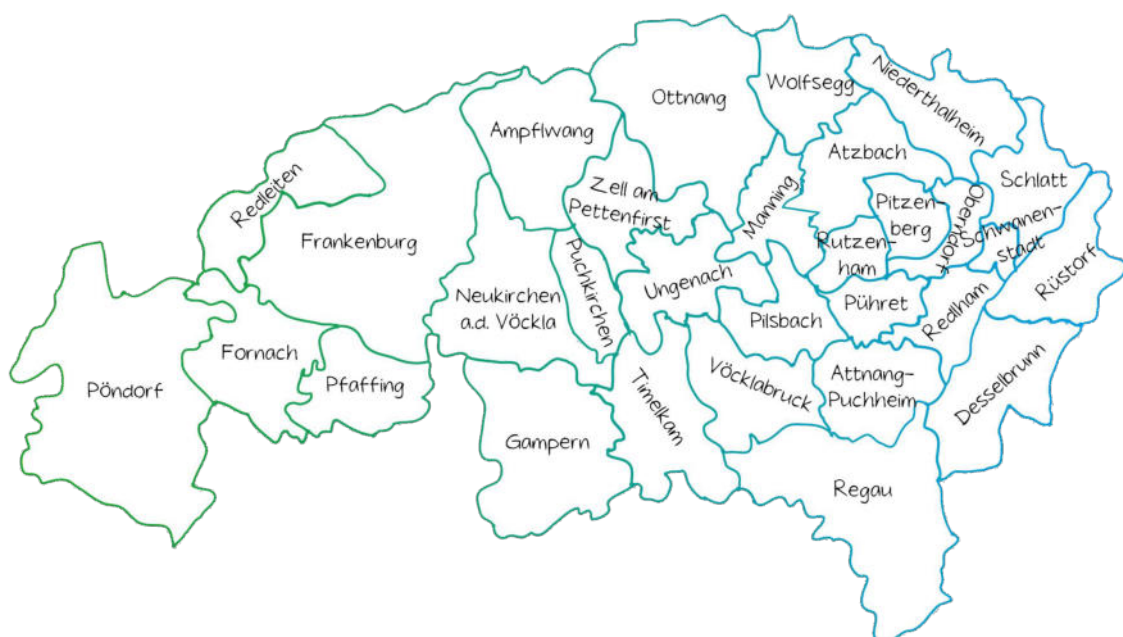 Ottnang
Wolfsegg
Niederthalheim
Ampflwang
Atzbach
Redleiten
Zell am
Pettenfirst
Manning
Pitzen-
berg
Oberndorf
Schlatt
Schwanen-
stadt
Frankenburg
Puchkirchen
Rutzen-
ham
Ungenach
Rüstorf
Neukirchen
a.d. Vöckla
Pühret
Redlham
Pilsbach
Fornach
Pfaffing
Pöndorf
Timelkam
Vöcklabruck
Attnang-
Puchheim
Desselbrunn
Gampern
Regau